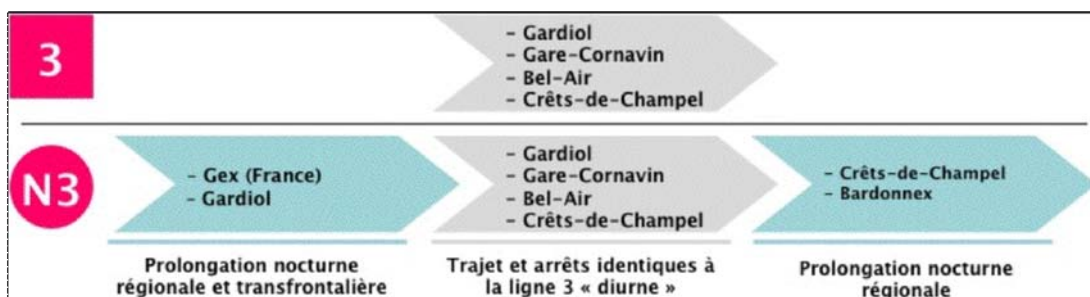 3
- Gardiol
- Gare-Cornavin
- Bel-Air
- Crêts-de-Champel
N3
- Gex (France)
- Gardiol
- Gardiol
- Gare-Cornavin
- Bel-Air
- Crêts-de-Champel
- Crêts-de-Champel
- Bardonnex
Prolongation nocturne
régionale et transfrontalière
Trajet et arrêts identiques à
la ligne 3 « diurne »
Prolongation nocturne
régionale